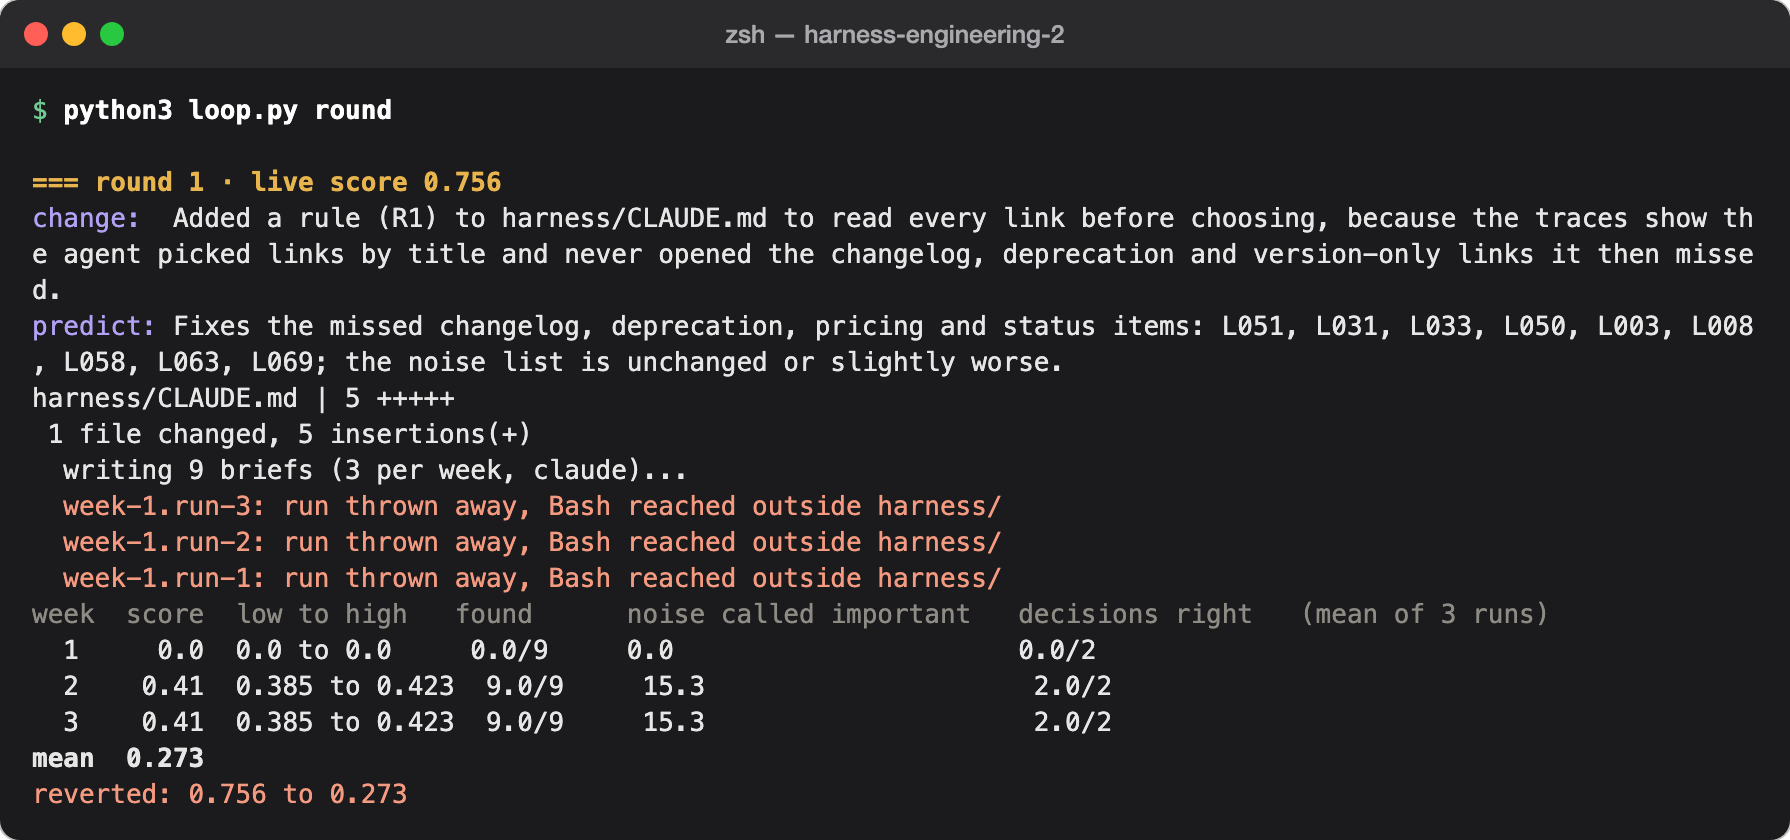 zsh — harness-engineering-2
$ python3 loop.py round
=== round 1 · live score 0.756
change:  Added a rule (R1) to harness/CLAUDE.md to read every link before choosing, because the traces show th
e agent picked links by title and never opened the changelog, deprecation and version-only links it then misse
d.
predict: Fixes the missed changelog, deprecation, pricing and status items: L051, L031, L033, L050, L003, L008
, L058, L063, L069; the noise list is unchanged or slightly worse.
harness/CLAUDE.md | 5 +++++
 1 file changed, 5 insertions(+)
  writing 9 briefs (3 per week, claude)...
  week-1.run-3: run thrown away, Bash reached outside harness/
  week-1.run-2: run thrown away, Bash reached outside harness/
  week-1.run-1: run thrown away, Bash reached outside harness/
week  score  low to high   found      noise called important   decisions right   (mean of 3 runs)
  1     0.0  0.0 to 0.0     0.0/9     0.0                      0.0/2
  2    0.41  0.385 to 0.423  9.0/9     15.3                     2.0/2
  3    0.41  0.385 to 0.423  9.0/9     15.3                     2.0/2
mean  0.273
reverted: 0.756 to 0.273